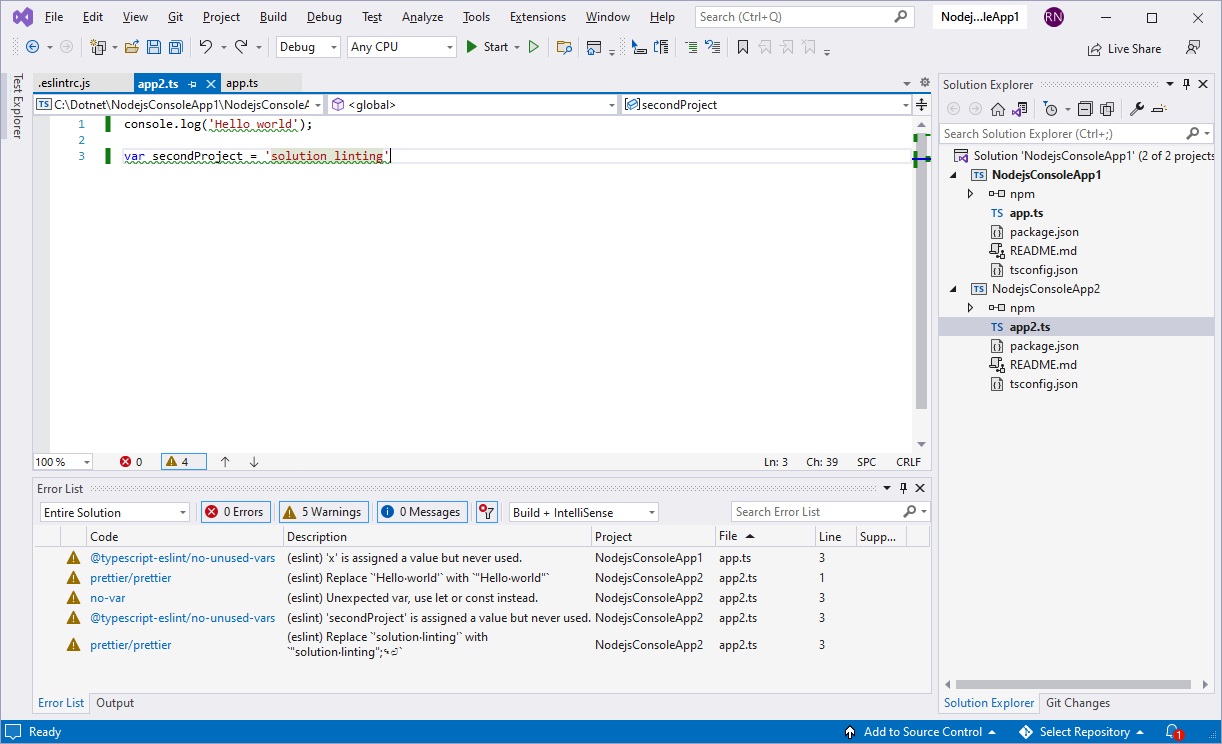 File Edit View Git Project Build Debug Test Analyze Tools Extensions Window Help Search (Ctrl+Q) Nodej...leApp1 RN
Debug Any CPU Start Live Share
Test Explorer
.eslintrc.js app2.ts app.ts
TS C:\Dotnet\NodejsConsoleApp1\NodejsConsoleA <global> secondProject
1 console.log('Hello world');
2
3 var secondProject = 'solution linting'
100 % 0 4 Ln: 3 Ch: 39 SPC CRLF
Error List
Entire Solution 0 Errors 5 Warnings 0 Messages Build + IntelliSense Search Error List
Code Description Project File Line Supp...
@typescript-eslint/no-unused-vars (eslint) 'x' is assigned a value but never used. NodejsConsoleApp1 app.ts 3
prettier/prettier (eslint) Replace `'Hello·world'` with `"Hello·world"` NodejsConsoleApp2 app2.ts 1
no-var (eslint) Unexpected var, use let or const instead. NodejsConsoleApp2 app2.ts 3
@typescript-eslint/no-unused-vars (eslint) 'secondProject' is assigned a value but never used. NodejsConsoleApp2 app2.ts 3
prettier/prettier (eslint) Replace `'solution·linting'` with
`"solution·linting";␍⏎` NodejsConsoleApp2 app2.ts 3
Error List Output
Solution Explorer
Search Solution Explorer (Ctrl+;)
Solution 'NodejsConsoleApp1' (2 of 2 projects
TS NodejsConsoleApp1
npm
TS app.ts
package.json
README.md
tsconfig.json
TS NodejsConsoleApp2
npm
TS app2.ts
package.json
README.md
tsconfig.json
Solution Explorer Git Changes
Ready Add to Source Control Select Repository 1